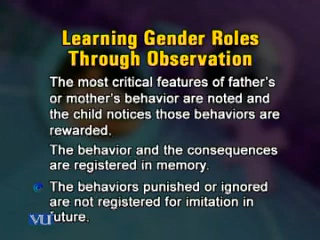 Learning Gender Roles
Through Observation
The most critical features of father's
or mother's behavior are noted and
the child notices those behaviors are
rewarded.
The behavior and the consequences
are registered in memory.
The behaviors punished or ignored
are not registered for imitation in
future.
VU